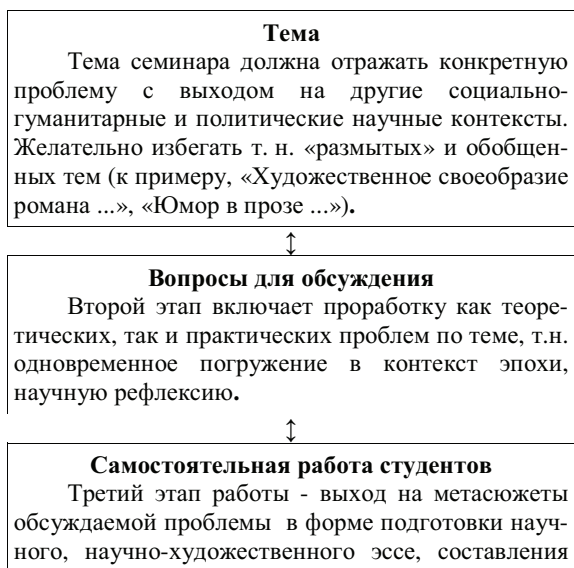 Тема
Тема семинара должна отражать конкретную
проблему с выходом на другие социально-
гуманитарные и политические научные контексты.
Желательно избегать т. н. «размытых» и обобщен-
ных тем (к примеру, «Художественное своеобразие
романа ...», «Юмор в прозе ...»).
↕
Вопросы для обсуждения
Второй этап включает проработку как теоре-
тических, так и практических проблем по теме, т.н.
одновременное погружение в контекст эпохи,
научную рефлексию.
↕
Самостоятельная работа студентов
Третий этап работы - выход на метасюжеты
обсуждаемой проблемы в форме подготовки науч-
ного, научно-художественного эссе, составления